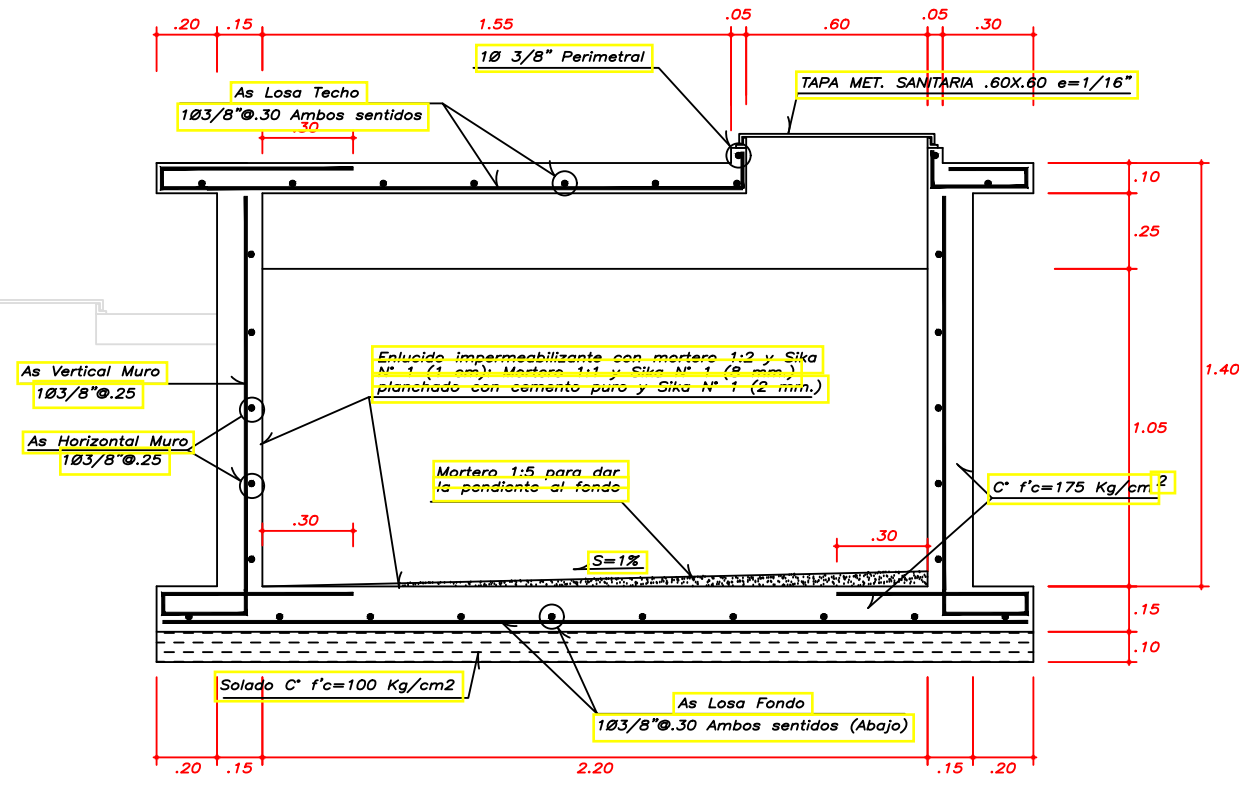 .20 .15 1.55 .05 .60 .05 .30
1Ø 3/8" Perimetral
TAPA MET. SANITARIA .60X.60 e=1/16"
As Losa Techo
1Ø3/8"@.30 Ambos sentidos
.30
.10
.25
Enlucido impermeabilizante con mortero 1:2 y Sika
N° 1 (1 cm); Mortero 1:1 y Sika N° 1 (8 mm.)
planchado con cemento puro y Sika N° 1 (2 mm.)
As Vertical Muro
1Ø3/8"@.25
1.40
1.05
As Horizontal Muro
1Ø3/8"@.25
Mortero 1:5 para dar
la pendiente al fondo
C° f'c=175 Kg/cm2
.30
.30
S=1%
.15
.10
Solado C° f'c=100 Kg/cm2
As Losa Fondo
1Ø3/8"@.30 Ambos sentidos (Abajo)
.20 .15 2.20 .15 .20